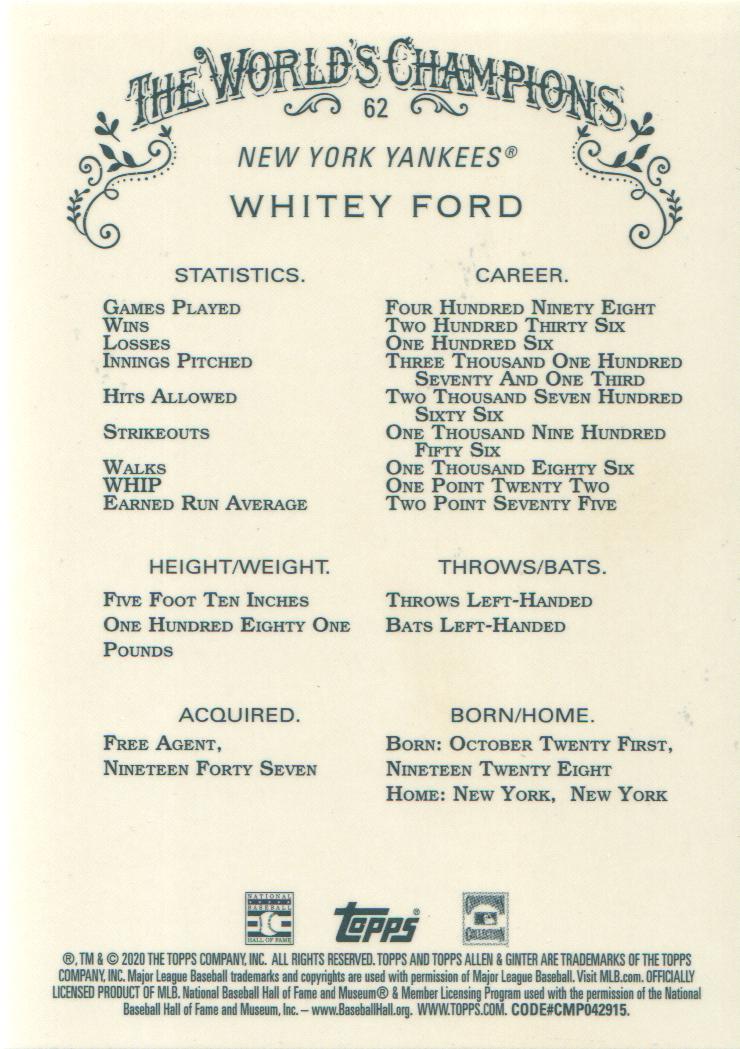 THE WORLD'S CHAMPIONS
62
NEW YORK YANKEES®
WHITEY FORD
STATISTICS. CAREER.
GAMES PLAYED FOUR HUNDRED NINETY EIGHT
WINS TWO HUNDRED THIRTY SIX
LOSSES ONE HUNDRED SIX
INNINGS PITCHED THREE THOUSAND ONE HUNDRED
SEVENTY AND ONE THIRD
HITS ALLOWED TWO THOUSAND SEVEN HUNDRED
SIXTY SIX
STRIKEOUTS ONE THOUSAND NINE HUNDRED
FIFTY SIX
WALKS ONE THOUSAND EIGHTY SIX
WHIP ONE POINT TWENTY TWO
EARNED RUN AVERAGE TWO POINT SEVENTY FIVE
HEIGHT/WEIGHT. THROWS/BATS.
FIVE FOOT TEN INCHES THROWS LEFT-HANDED
ONE HUNDRED EIGHTY ONE BATS LEFT-HANDED
POUNDS
ACQUIRED. BORN/HOME.
FREE AGENT, BORN: OCTOBER TWENTY FIRST,
NINETEEN FORTY SEVEN NINETEEN TWENTY EIGHT
HOME: NEW YORK, NEW YORK
NATIONAL
BASEBALL
HALL OF FAME
Topps®
COOPERSTOWN
COLLECTION
®, TM & © 2020 THE TOPPS COMPANY, INC. ALL RIGHTS RESERVED. TOPPS AND TOPPS ALLEN & GINTER ARE TRADEMARKS OF THE TOPPS
COMPANY, INC. Major League Baseball trademarks and copyrights are used with permission of Major League Baseball. Visit MLB.com. OFFICIALLY
LICENSED PRODUCT OF MLB. National Baseball Hall of Fame and Museum® & Member Licensing Program used with the permission of the National
Baseball Hall of Fame and Museum, Inc. – www.BaseballHall.org. WWW.TOPPS.COM. CODE#CMP042915.